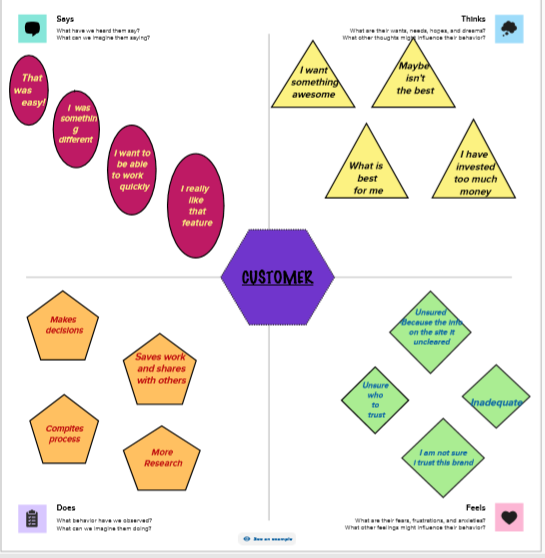 Says
What have we heard them say?
What can we imagine them saying?
Thinks
What are their wants, needs, hopes, and dreams?
What other thoughts might influence their behavior?
That
was
easy!
I was
somethin
g
different
I want to
be able
to work
quickly
I really
like
that
feature
I want
something
awesome
Maybe
isn't
the best
What is
best
for me
I have
invested
too much
money
CUSTOMER
Makes
decisions
Saves work
and shares
with others
Complites
process
More
Research
Unsured
Because the info
on the site it
uncleared
Unsure
who
to
trust
Inadequate
I am not sure
I trust this brand
Does
What behavior have we observed?
What can we imagine them doing?
Feels
What are their fears, frustrations, and anxieties?
What other feelings might influence their behavior?
See an example